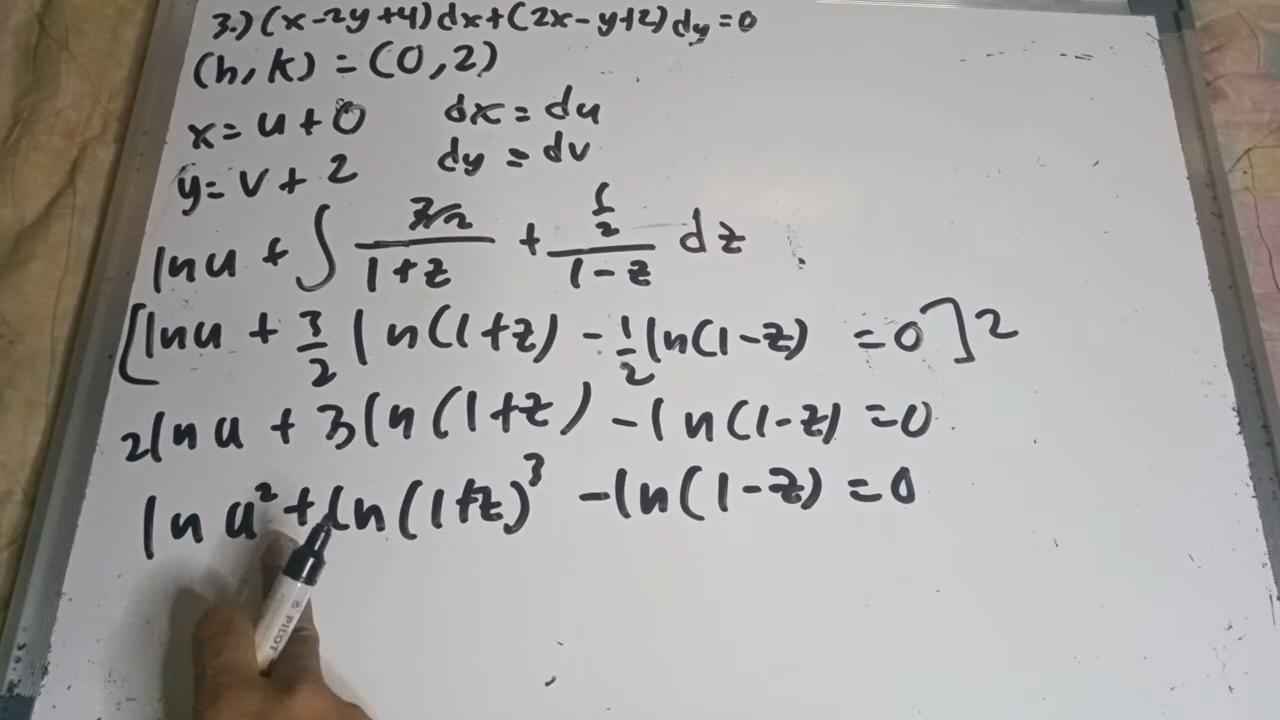 3.) (x-2y+4)dx+(2x-y+2)dy=0
(h,k) = (0,2)
x= u + 0 dx = du
y= v + 2 dy = dv
ln u + ∫ (3/2)/(1+z) + (1/2)/(1-z) dz
[ln u + 3/2 ln(1+z) - 1/2 ln(1-z) =0]2
2ln u + 3ln(1+z) - ln(1-z) =0
ln u² + ln(1+z)³ - ln(1-z) =0
PILOT